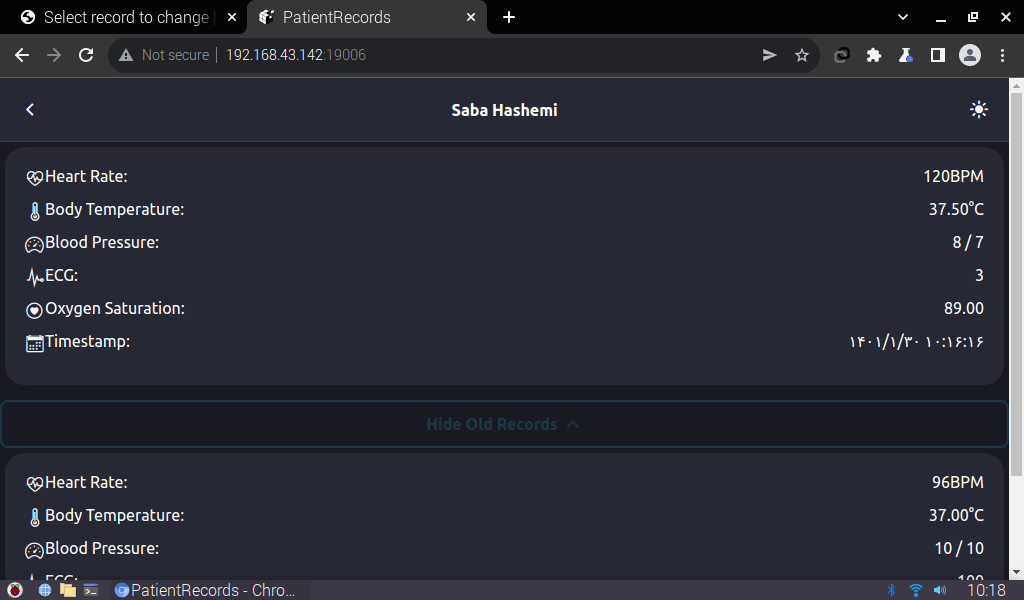 Select record to change
PatientRecords
Not secure
192.168.43.142:19006
Saba Hashemi
Heart Rate: 120BPM
Body Temperature: 37.50°C
Blood Pressure: 8 / 7
ECG: 3
Oxygen Saturation: 89.00
Timestamp: ۱۴۰۱/۱/۳۰ ۱۰:۱۶:۱۶
Hide Old Records
Heart Rate: 96BPM
Body Temperature: 37.00°C
Blood Pressure: 10 / 10
ECG: 100
PatientRecords - Chro...
10:18